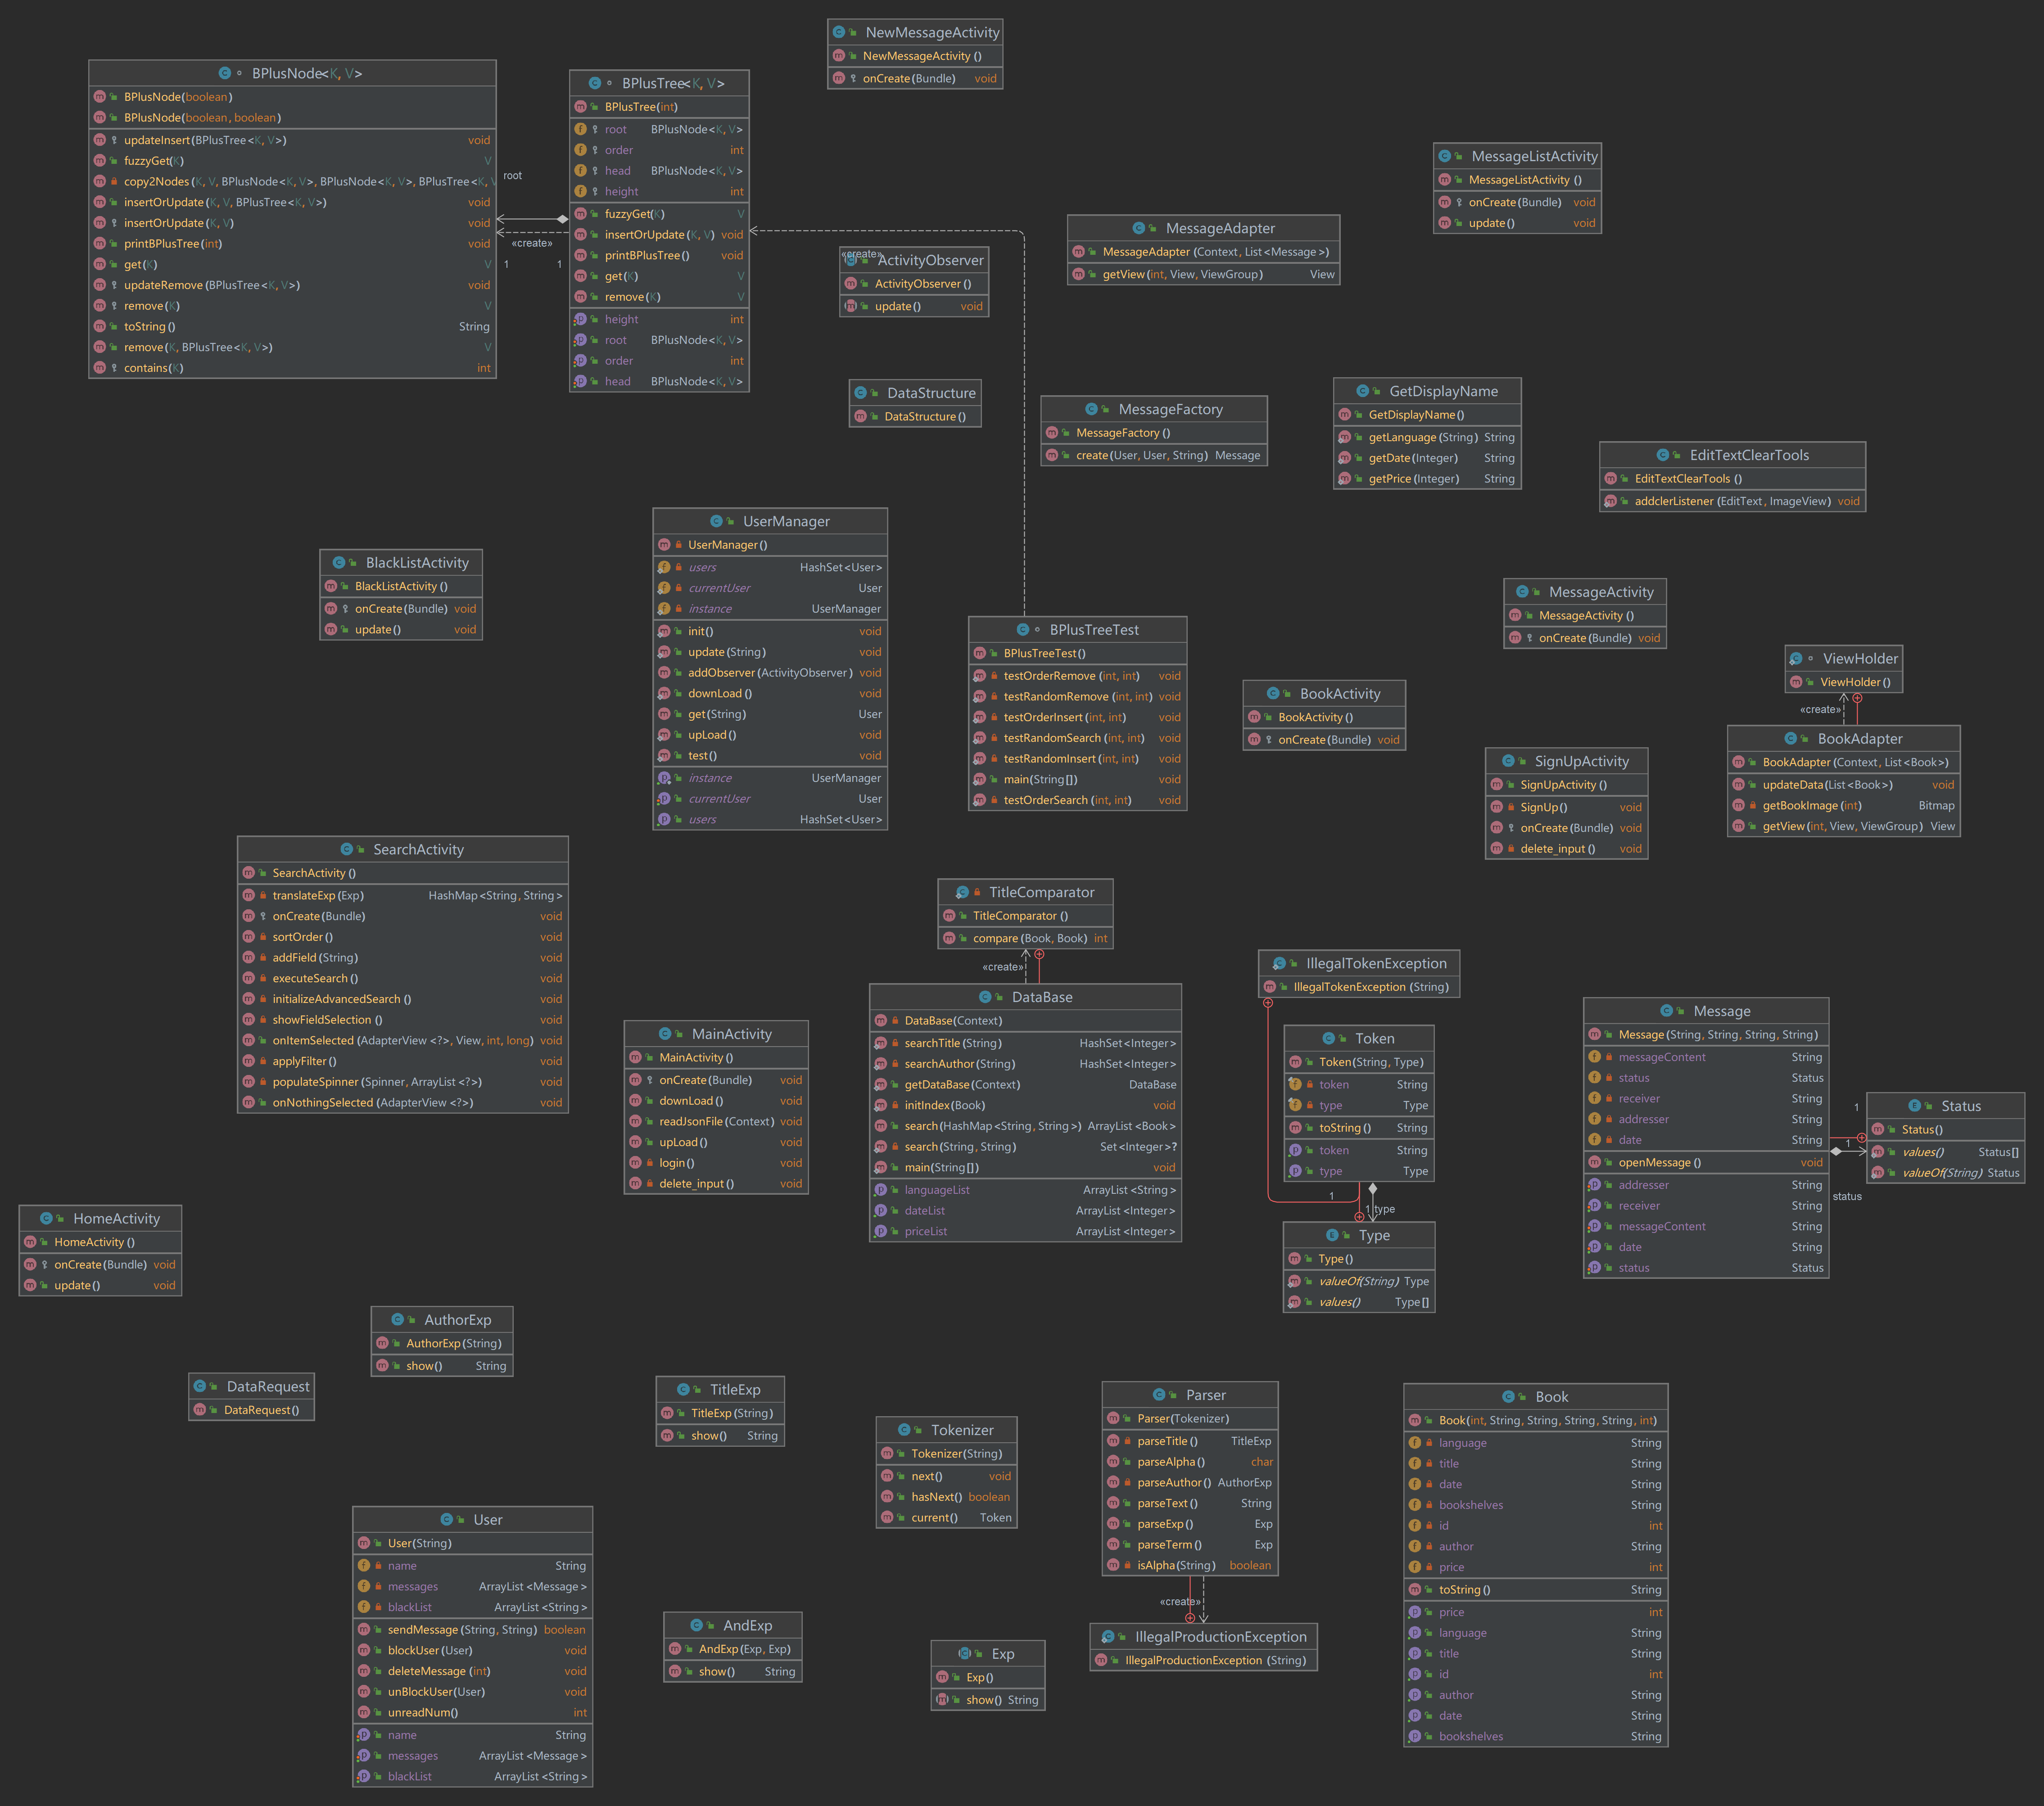 NewMessageActivity
NewMessageActivity()
onCreate(Bundle) void
BPlusNode<K, V>
BPlusNode(boolean)
BPlusNode(boolean, boolean)
updateInsert(BPlusTree<K, V>) void
fuzzyGet(K) V
copy2Nodes(K, V, BPlusNode<K, V>, BPlusNode<K, V>, BPlusTree<K, V
insertOrUpdate(K, V, BPlusTree<K, V>) void
insertOrUpdate(K, V) void
printBPlusTree(int) void
get(K) V
updateRemove(BPlusTree<K, V>) void
remove(K) V
toString() String
remove(K, BPlusTree<K, V>) V
contains(K) int
root
«create»
1
1
BPlusTree<K, V>
BPlusTree(int)
root BPlusNode<K, V>
order int
head BPlusNode<K, V>
height int
fuzzyGet(K) V
insertOrUpdate(K, V) void
printBPlusTree() void
get(K) V
remove(K) V
height int
root BPlusNode<K, V>
order int
head BPlusNode<K, V>
«create»
ActivityObserver
ActivityObserver()
update() void
MessageAdapter
MessageAdapter(Context, List<Message>)
getView(int, View, ViewGroup) View
MessageListActivity
MessageListActivity()
onCreate(Bundle) void
update() void
DataStructure
DataStructure()
MessageFactory
MessageFactory()
create(User, User, String) Message
GetDisplayName
GetDisplayName()
getLanguage(String) String
getDate(Integer) String
getPrice(Integer) String
EditTextClearTools
EditTextClearTools()
addclerListener(EditText, ImageView) void
BlackListActivity
BlackListActivity()
onCreate(Bundle) void
update() void
UserManager
UserManager()
users HashSet<User>
currentUser User
instance UserManager
init() void
update(String) void
addObserver(ActivityObserver) void
downLoad() void
get(String) User
upLoad() void
test() void
instance UserManager
currentUser User
users HashSet<User>
BPlusTreeTest
BPlusTreeTest()
testOrderRemove(int, int) void
testRandomRemove(int, int) void
testOrderInsert(int, int) void
testRandomSearch(int, int) void
testRandomInsert(int, int) void
main(String[]) void
testOrderSearch(int, int) void
MessageActivity
MessageActivity()
onCreate(Bundle) void
BookActivity
BookActivity()
onCreate(Bundle) void
ViewHolder
ViewHolder()
«create»
BookAdapter
BookAdapter(Context, List<Book>)
updateData(List<Book>) void
getBookImage(int) Bitmap
getView(int, View, ViewGroup) View
SignUpActivity
SignUpActivity()
SignUp() void
onCreate(Bundle) void
delete_input() void
SearchActivity
SearchActivity()
translateExp(Exp) HashMap<String, String>
onCreate(Bundle) void
sortOrder() void
addField(String) void
executeSearch() void
initializeAdvancedSearch() void
showFieldSelection() void
onItemSelected(AdapterView<?>, View, int, long) void
applyFilter() void
populateSpinner(Spinner, ArrayList<?>) void
onNothingSelected(AdapterView<?>) void
MainActivity
MainActivity()
onCreate(Bundle) void
downLoad() void
readJsonFile(Context) void
upLoad() void
login() void
delete_input() void
TitleComparator
TitleComparator()
compare(Book, Book) int
«create»
DataBase
DataBase(Context)
searchTitle(String) HashSet<Integer>
searchAuthor(String) HashSet<Integer>
getDataBase(Context) DataBase
initIndex(Book) void
search(HashMap<String, String>) ArrayList<Book>
search(String, String) Set<Integer>?
main(String[]) void
languageList ArrayList<String>
dateList ArrayList<Integer>
priceList ArrayList<Integer>
IllegalTokenException
IllegalTokenException(String)
Token
Token(String, Type)
token String
type Type
toString() String
token String
type Type
1
1 type
Type
Type()
valueOf(String) Type
values() Type[]
Message
Message(String, String, String, String)
messageContent String
status Status
receiver String
addresser String
date String
openMessage() void
addresser String
receiver String
messageContent String
date String
status Status
1
1
status
Status
Status()
values() Status[]
valueOf(String) Status
HomeActivity
HomeActivity()
onCreate(Bundle) void
update() void
AuthorExp
AuthorExp(String)
show() String
DataRequest
DataRequest()
TitleExp
TitleExp(String)
show() String
Tokenizer
Tokenizer(String)
next() void
hasNext() boolean
current() Token
Parser
Parser(Tokenizer)
parseTitle() TitleExp
parseAlpha() char
parseAuthor() AuthorExp
parseText() String
parseExp() Exp
parseTerm() Exp
isAlpha(String) boolean
«create»
IllegalProductionException
IllegalProductionException(String)
Book
Book(int, String, String, String, String, int)
language String
title String
date String
bookshelves String
id int
author String
price int
toString() String
price int
language String
title String
id int
author String
date String
bookshelves String
User
User(String)
name String
messages ArrayList<Message>
blackList ArrayList<String>
sendMessage(String, String) boolean
blockUser(User) void
deleteMessage(int) void
unBlockUser(User) void
unreadNum() int
name String
messages ArrayList<Message>
blackList ArrayList<String>
AndExp
AndExp(Exp, Exp)
show() String
Exp
Exp()
show() String